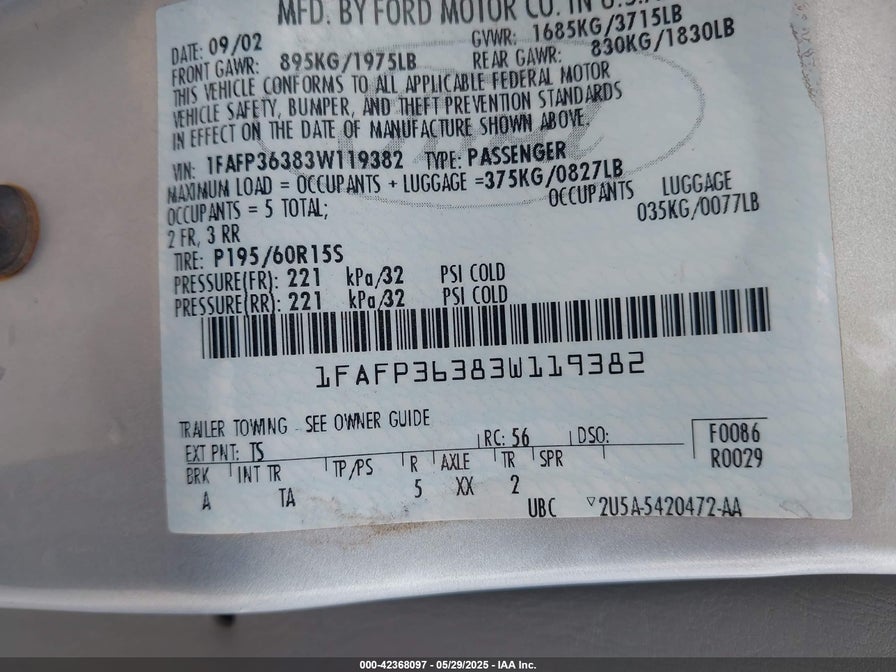 MFD. BY FORD MOTOR CO. IN U.S.A.
DATE: 09/02 GVWR: 1685KG/3715LB
FRONT GAWR: 895KG/1975LB REAR GAWR: 830KG/1830LB
THIS VEHICLE CONFORMS TO ALL APPLICABLE FEDERAL MOTOR
VEHICLE SAFETY, BUMPER, AND THEFT PREVENTION STANDARDS
IN EFFECT ON THE DATE OF MANUFACTURE SHOWN ABOVE.
VIN: 1FAFP36383W119382 TYPE: PASSENGER
MAXIMUM LOAD = OCCUPANTS + LUGGAGE =375KG/0827LB
OCCUPANTS = 5 TOTAL; OCCUPANTS LUGGAGE
2 FR, 3 RR 035KG/0077LB
TIRE: P195/60R15S
PRESSURE(FR): 221 kPa/32 PSI COLD
PRESSURE(RR): 221 kPa/32 PSI COLD
1FAFP36383W119382
TRAILER TOWING - SEE OWNER GUIDE
EXT PNT: TS RC: 56 DSO: F0086
BRK INT TR TP/PS R AXLE TR SPR R0029
A TA 5 XX 2
UBC 2U5A-5420472-AA
000-42368097 - 05/29/2025 - IAA Inc.